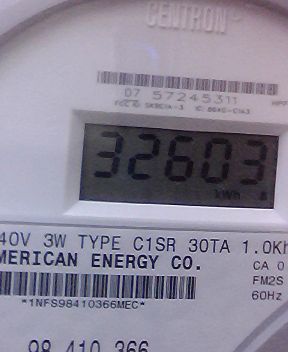 CENTRON
07 57245311
32603
kWh
40V 3W TYPE C1SR 30TA 1.0Kh
MERICAN ENERGY CO.
CA 0
FM2S
60Hz
*1NFS98410366MEC*
98 410 366